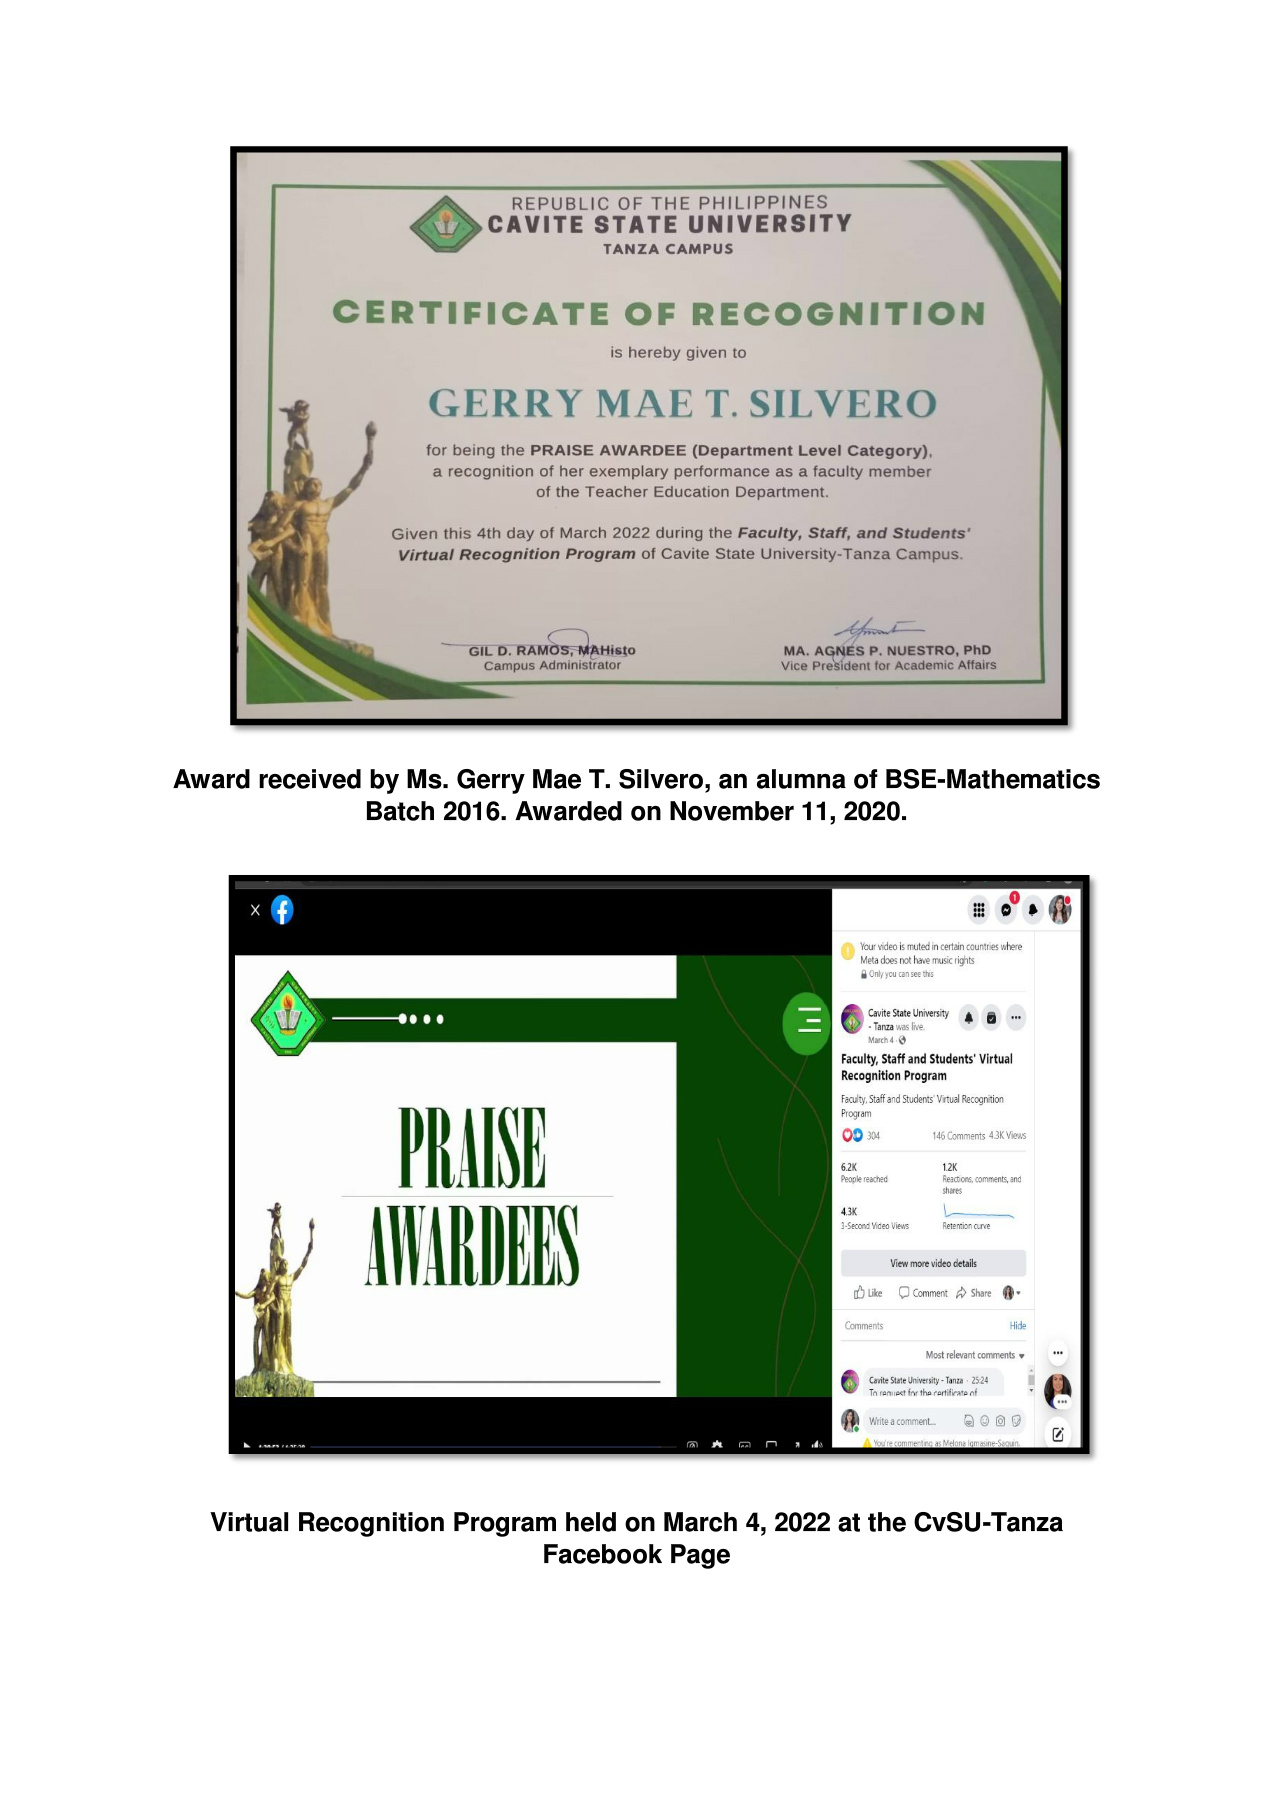 REPUBLIC OF THE PHILIPPINES
CAVITE STATE UNIVERSITY
TANZA CAMPUS
CERTIFICATE OF RECOGNITION
is hereby given to
GERRY MAE T. SILVERO
for being the PRAISE AWARDEE (Department Level Category),
a recognition of her exemplary performance as a faculty member
of the Teacher Education Department.
Given this 4th day of March 2022 during the Faculty, Staff, and Students'
Virtual Recognition Program of Cavite State University-Tanza Campus.
GIL D. RAMOS, MAHisto
Campus Administrator
MA. AGNES P. NUESTRO, PhD
Vice President for Academic Affairs
Award received by Ms. Gerry Mae T. Silvero, an alumna of BSE-Mathematics
Batch 2016. Awarded on November 11, 2020.
X
1
PRAISE
AWARDEES
Your video is muted in certain countries where
Meta does not have music rights
Only you can see this
Cavite State University
- Tanza was live.
March 4 ·
Faculty, Staff and Students' Virtual
Recognition Program
Faculty, Staff and Students' Virtual Recognition
Program
304 146 Comments 4.3K Views
6.2K
People reached
1.2K
Reactions, comments, and
shares
4.3K
3-Second Video Views
Retention curve
View more video details
Like Comment Share
Comments Hide
Most relevant comments
Cavite State University - Tanza · 25:24
To request for the certificate of
Write a comment...
You're commenting as Melona Igmasine-Saquin.
Virtual Recognition Program held on March 4, 2022 at the CvSU-Tanza
Facebook Page